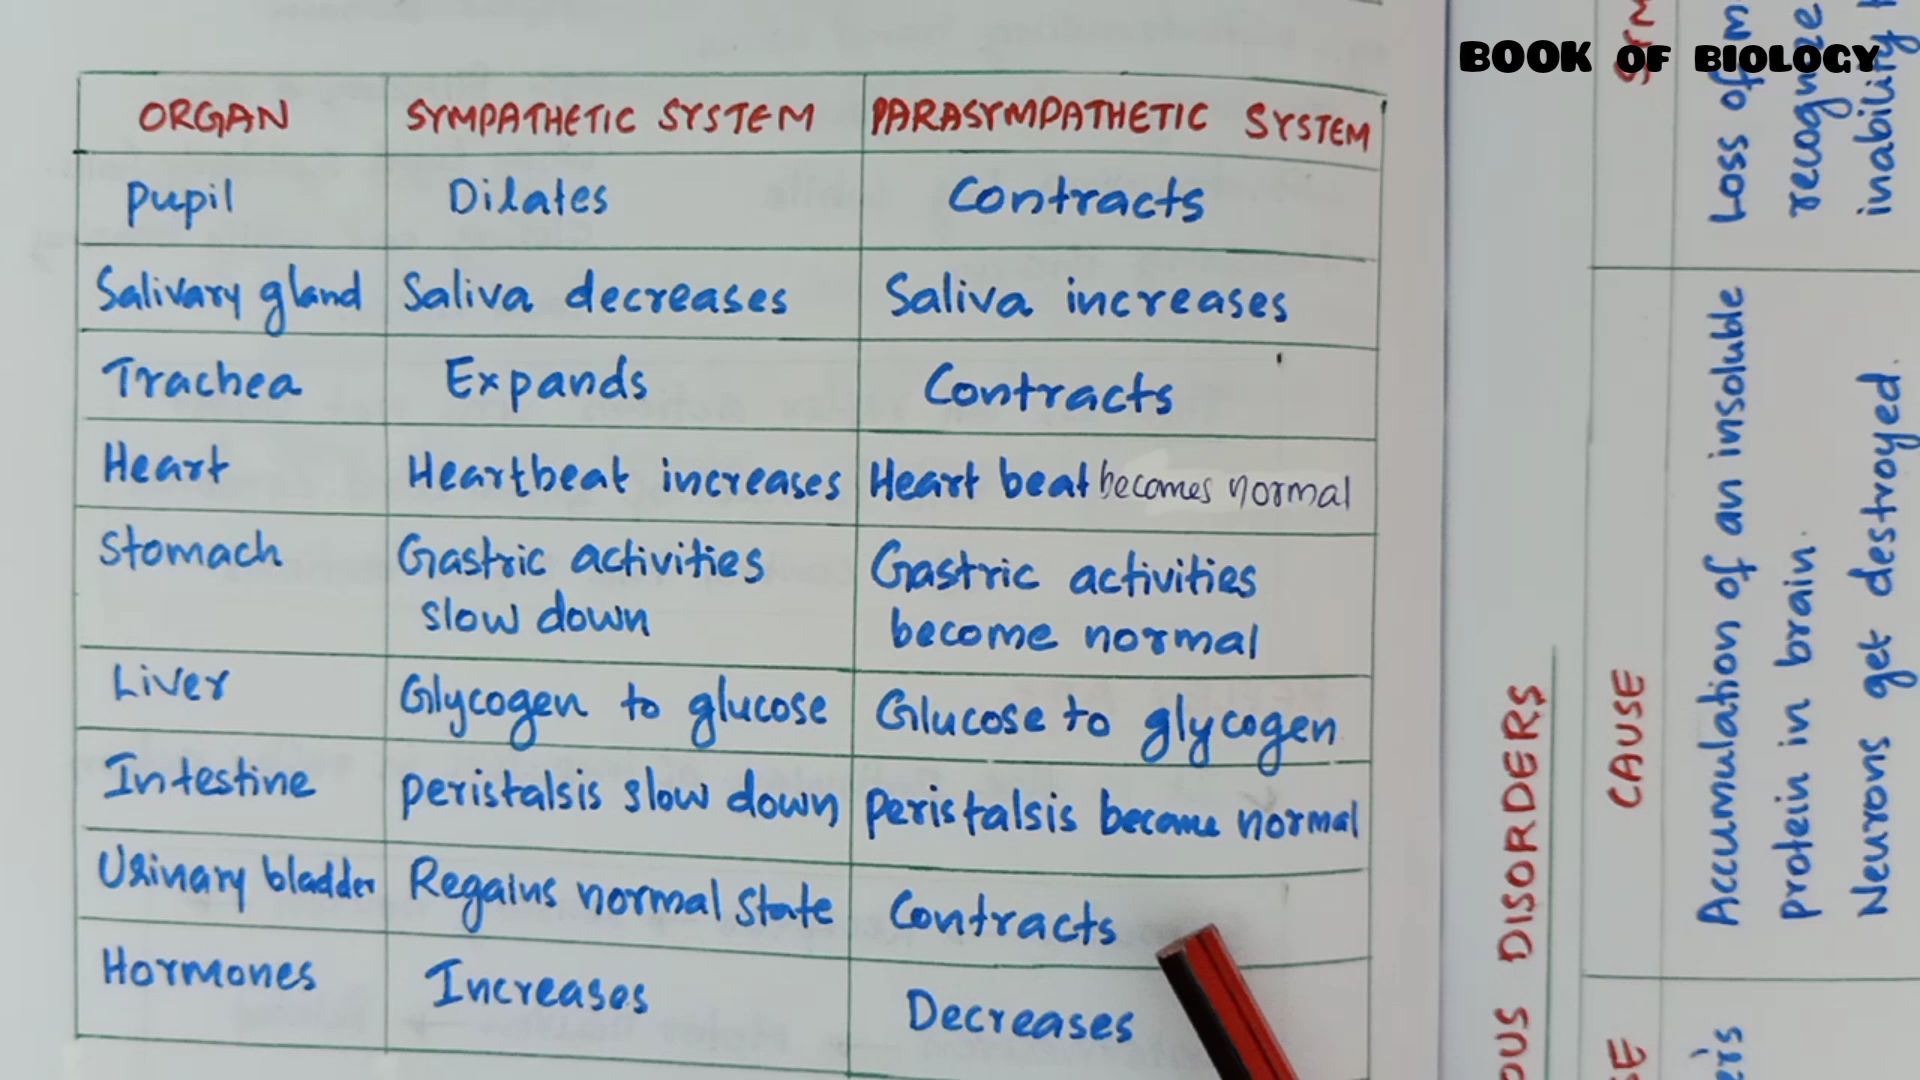 BOOK OF BIOLOGY
ORGAN SYMPATHETIC SYSTEM PARASYMPATHETIC SYSTEM
Pupil Dilates Contracts
Salivary gland Saliva decreases Saliva increases
Trachea Expands Contracts
Heart Heartbeat increases Heart beat becomes normal
Stomach Gastric activities Gastric activities
slow down become normal
Liver Glycogen to glucose Glucose to glycogen
Intestine peristalsis slow down peristalsis become normal
Urinary bladder Regains normal state Contracts
Hormones Increases Decreases
DISORDERS
CAUSE
Accumulation of an insoluble
protein in brain.
Neurons get destroyed.
Loss of
recognize
inability